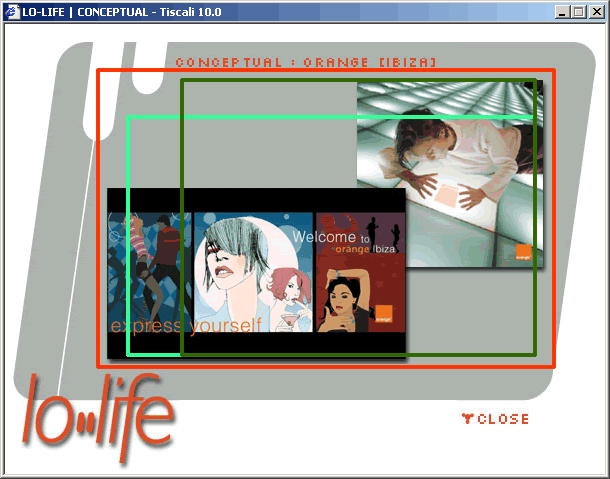 LO-LIFE | CONCEPTUAL - Tiscali 10.0
CONCEPTUAL : ORANGE [IBIZA]
Welcome to
orange Ibiza
express yourself
orange
orange
lo life
CLOSE